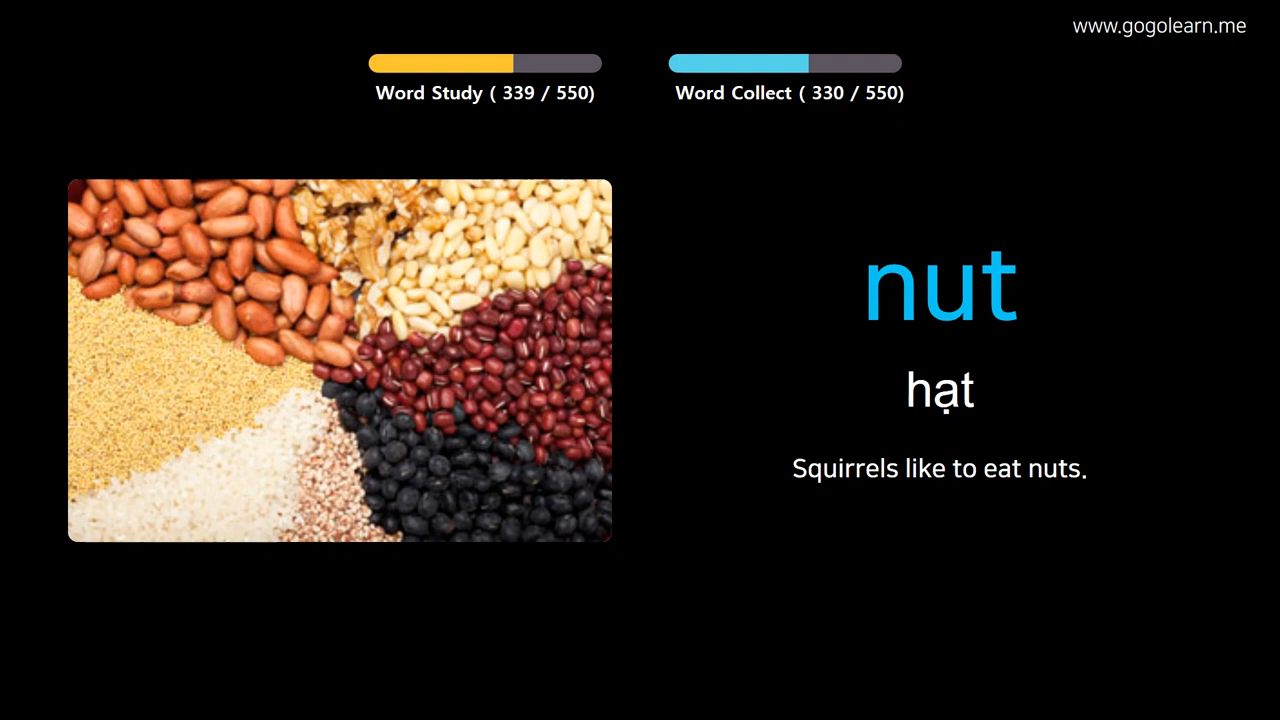 www.gogolearn.me
Word Study ( 339 / 550)
Word Collect ( 330 / 550)
nut
hạt
Squirrels like to eat nuts.